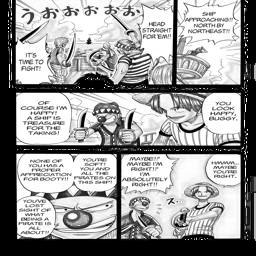 SHIP
APPROACHING!!
NORTH BY
NORTHEAST!!
うおおおおお
HEAD
STRAIGHT
FOR 'EM!!
IT'S
TIME TO
FIGHT!
YOU
LOOK
HAPPY,
BUGGY.
OF
COURSE I'M
HAPPY!
A SHIP IS
TREASURE
FOR THE
TAKING!
HMMM...
MAYBE
YOU'RE
RIGHT.
MAYBE!?
MAYBE
I'M
RIGHT!?
I'M
ABSOLUTELY
RIGHT!!
YOU'RE
SOFT!
YOU AND
ALL THE
PIRATES ON
THIS SHIP!
NONE OF
YOU HAS A
PROPER
APPRECIATION
FOR BOOTY!!
YOU'VE
LOST
SIGHT OF
WHAT
BEING A
PIRATE IS
ALL ABOUT!!